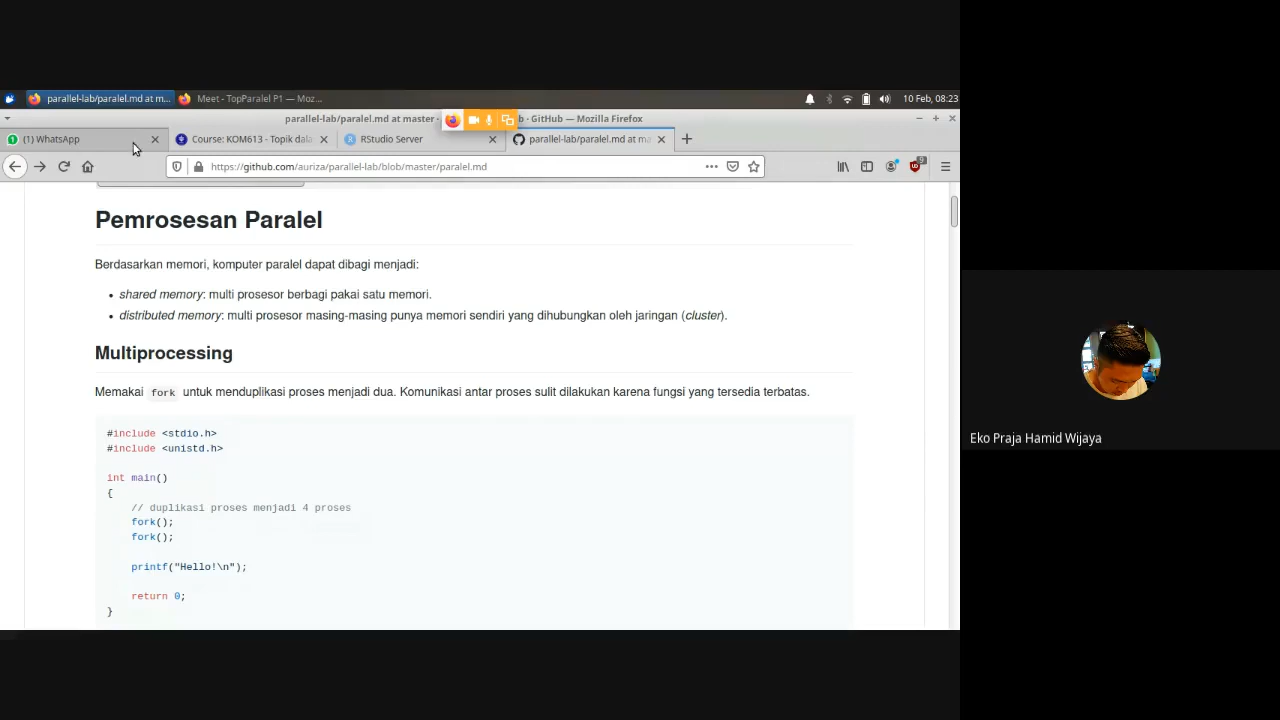 parallel-lab/paralel.md at m...
Meet - TopParalel P1 — Moz...
10 Feb, 08:23
parallel-lab/paralel.md at master - b - GitHub — Mozilla Firefox
(1) WhatsApp
Course: KOM613 - Topik dala
RStudio Server
parallel-lab/paralel.md at ma
https://github.com/auriza/parallel-lab/blob/master/paralel.md
Pemrosesan Paralel
Berdasarkan memori, komputer paralel dapat dibagi menjadi:
• shared memory: multi prosesor berbagi pakai satu memori.
• distributed memory: multi prosesor masing-masing punya memori sendiri yang dihubungkan oleh jaringan (cluster).
Multiprocessing
Memakai fork untuk menduplikasi proses menjadi dua. Komunikasi antar proses sulit dilakukan karena fungsi yang tersedia terbatas.
#include <stdio.h>
#include <unistd.h>
int main()
{
// duplikasi proses menjadi 4 proses
fork();
fork();
printf("Hello!\n");
return 0;
}
Eko Praja Hamid Wijaya